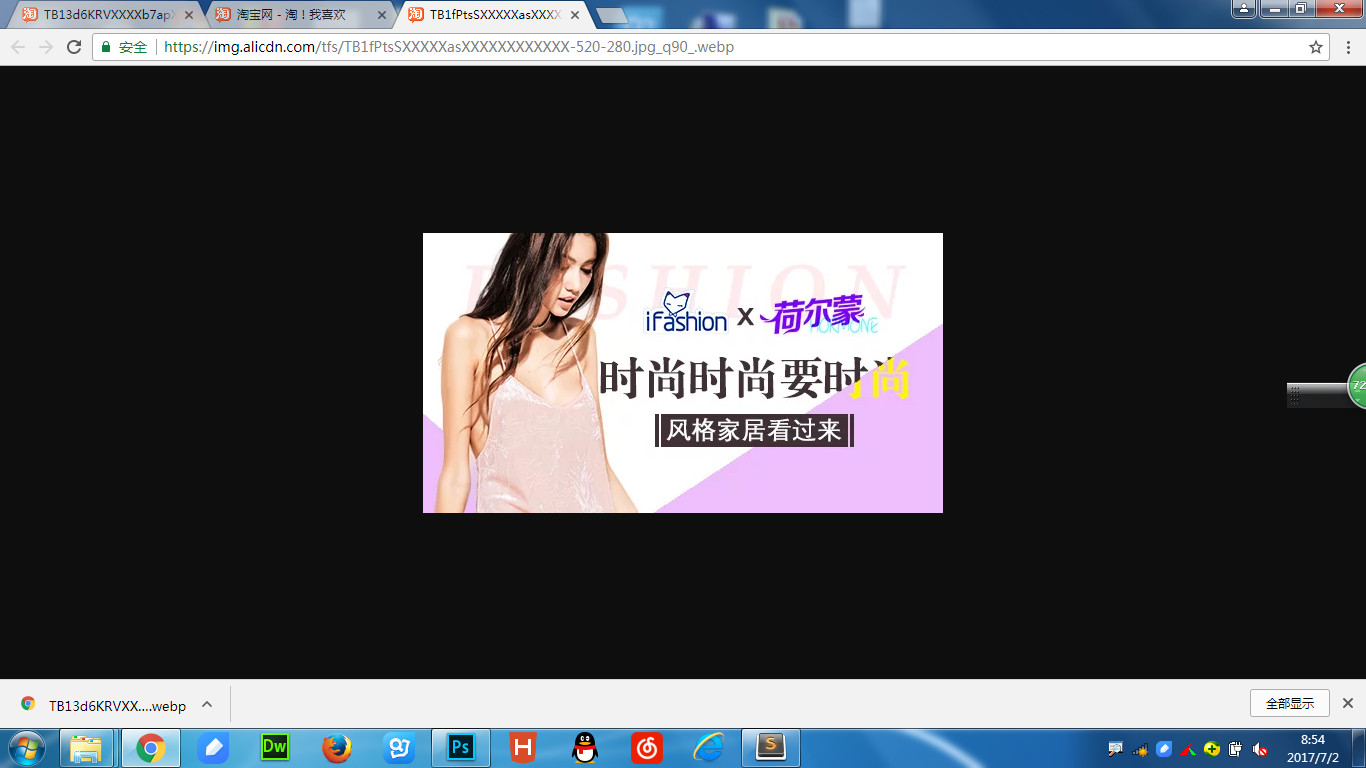 TB13d6KRVXXXXb7apX
淘宝网 - 淘！我喜欢
TB1fPtsSXXXXXasXXXX
安全
https://img.alicdn.com/tfs/TB1fPtsSXXXXXasXXXXXXXXXXXX-520-280.jpg_q90_.webp
FASHION
iFashion X 荷尔蒙
HORMONE
时尚时尚要时尚
风格家居看过来
72
TB13d6KRVXX....webp
全部显示
Dw
Ps
H
S
8:54
2017/7/2